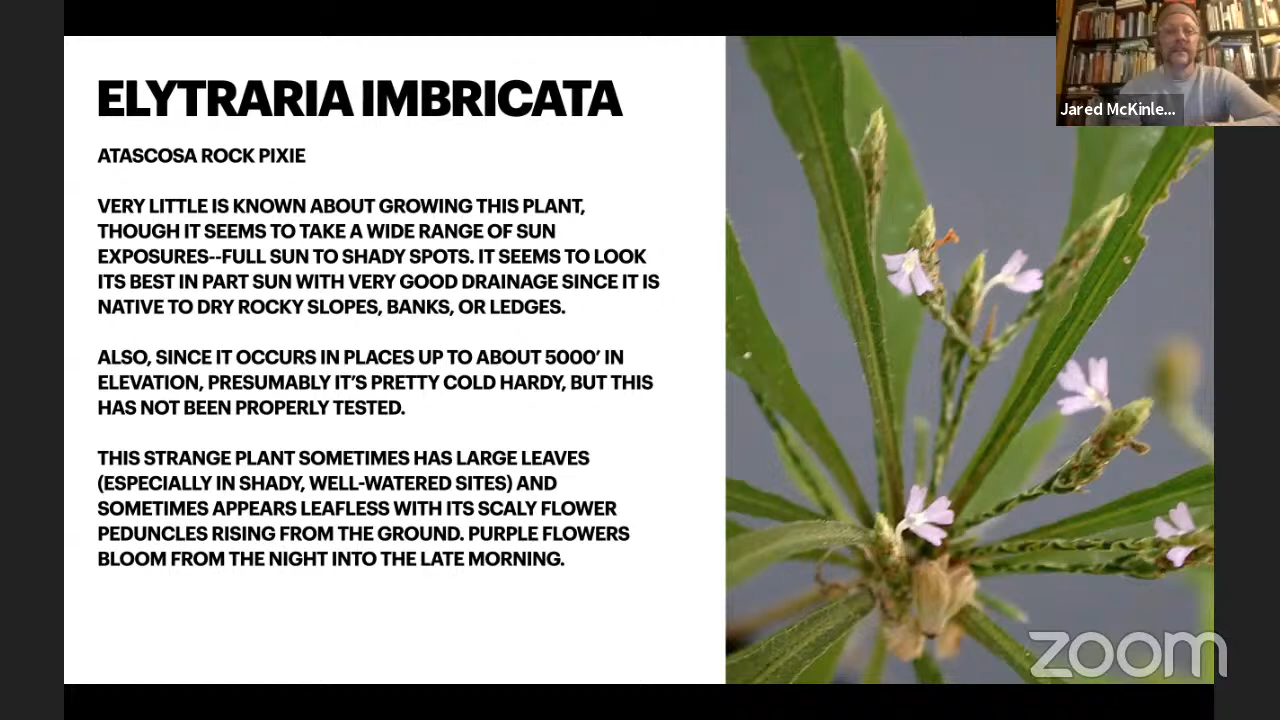 ELYTRARIA IMBRICATA
Jared McKinle...
ATASCOSA ROCK PIXIE
VERY LITTLE IS KNOWN ABOUT GROWING THIS PLANT,
THOUGH IT SEEMS TO TAKE A WIDE RANGE OF SUN
EXPOSURES--FULL SUN TO SHADY SPOTS. IT SEEMS TO LOOK
ITS BEST IN PART SUN WITH VERY GOOD DRAINAGE SINCE IT IS
NATIVE TO DRY ROCKY SLOPES, BANKS, OR LEDGES.
ALSO, SINCE IT OCCURS IN PLACES UP TO ABOUT 5000’ IN
ELEVATION, PRESUMABLY IT’S PRETTY COLD HARDY, BUT THIS
HAS NOT BEEN PROPERLY TESTED.
THIS STRANGE PLANT SOMETIMES HAS LARGE LEAVES
(ESPECIALLY IN SHADY, WELL-WATERED SITES) AND
SOMETIMES APPEARS LEAFLESS WITH ITS SCALY FLOWER
PEDUNCLES RISING FROM THE GROUND. PURPLE FLOWERS
BLOOM FROM THE NIGHT INTO THE LATE MORNING.
zoom